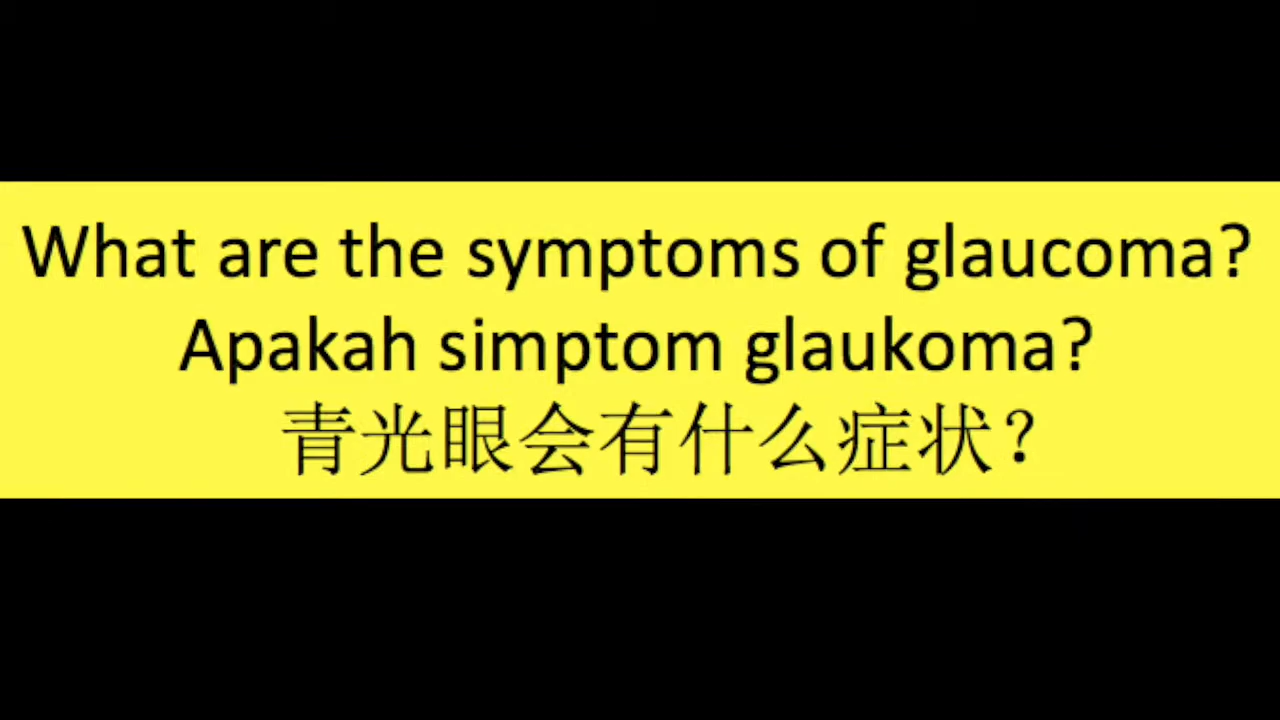 What are the symptoms of glaucoma?
Apakah simptom glaukoma?
青光眼会有什么症状？